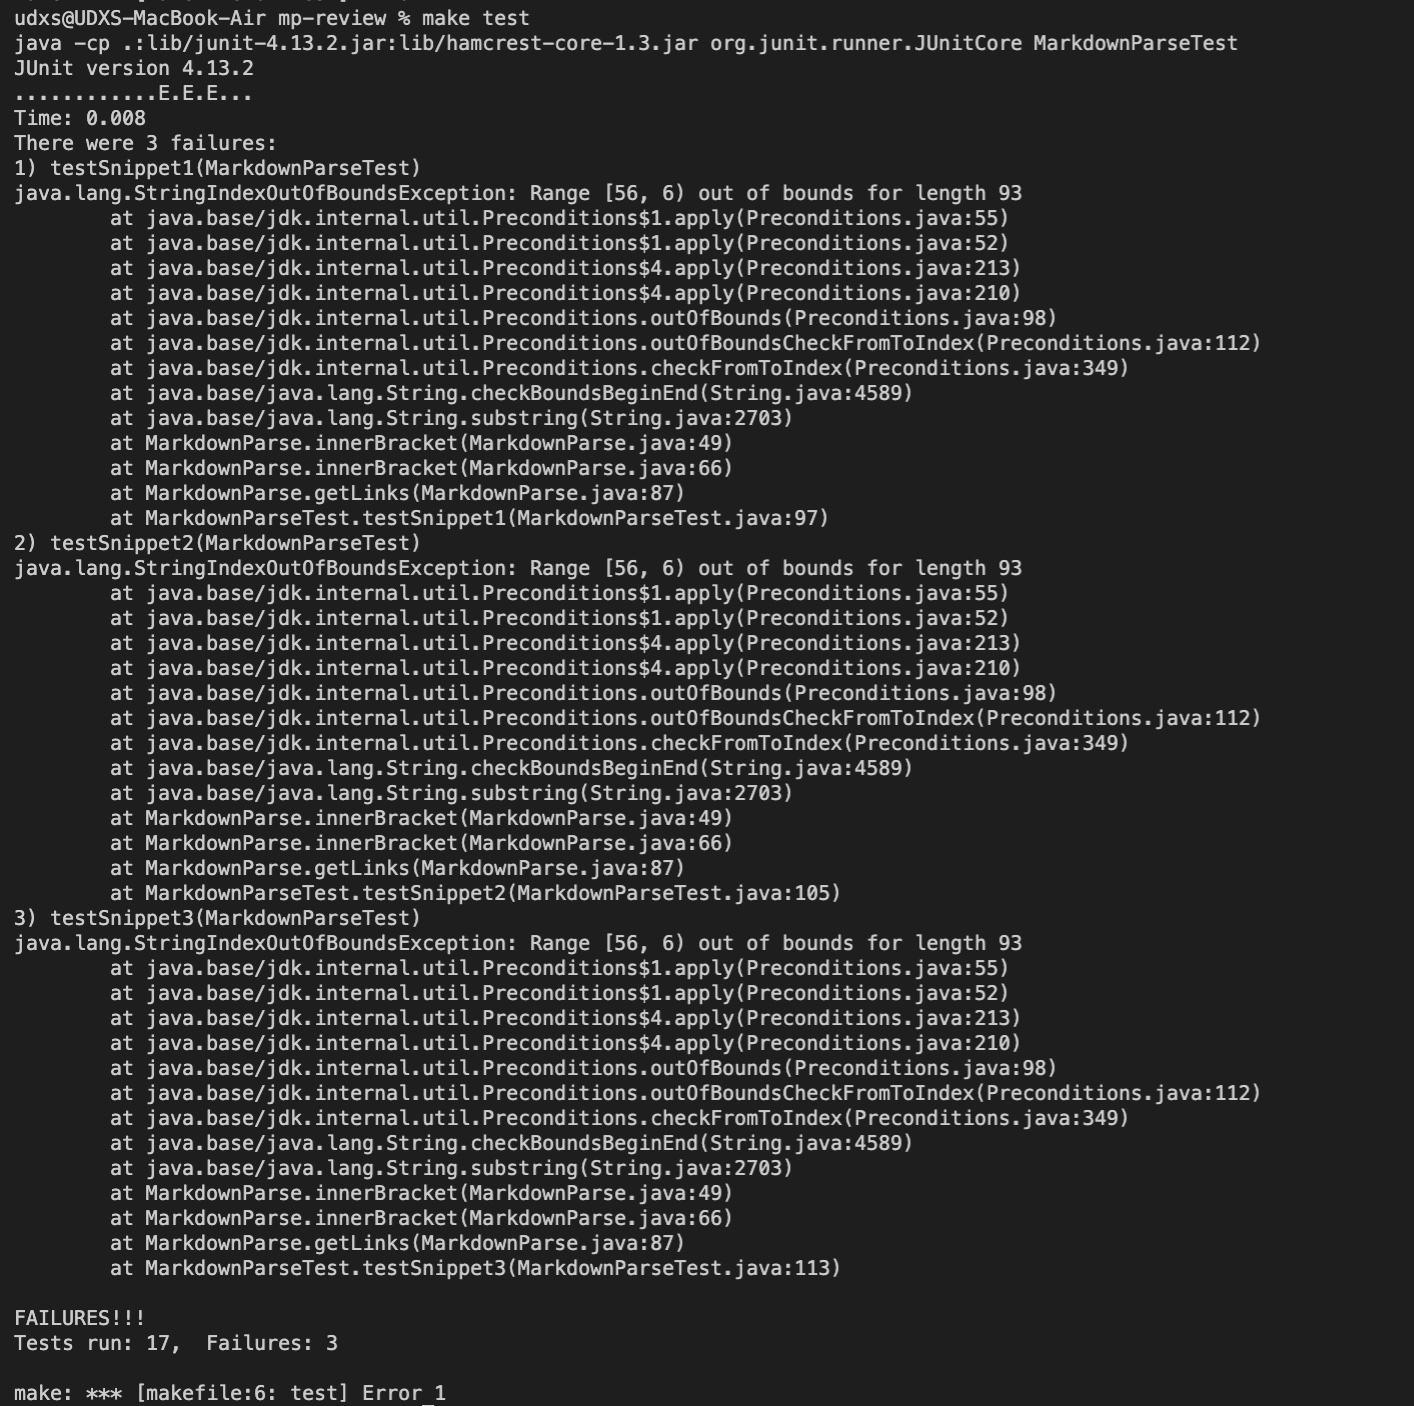 udxs@UDXS-MacBook-Air mp-review % make test
java -cp .:lib/junit-4.13.2.jar:lib/hamcrest-core-1.3.jar org.junit.runner.JUnitCore MarkdownParseTest
JUnit version 4.13.2
............E.E.E...
Time: 0.008
There were 3 failures:
1) testSnippet1(MarkdownParseTest)
java.lang.StringIndexOutOfBoundsException: Range [56, 6) out of bounds for length 93
        at java.base/jdk.internal.util.Preconditions$1.apply(Preconditions.java:55)
        at java.base/jdk.internal.util.Preconditions$1.apply(Preconditions.java:52)
        at java.base/jdk.internal.util.Preconditions$4.apply(Preconditions.java:213)
        at java.base/jdk.internal.util.Preconditions$4.apply(Preconditions.java:210)
        at java.base/jdk.internal.util.Preconditions.outOfBounds(Preconditions.java:98)
        at java.base/jdk.internal.util.Preconditions.outOfBoundsCheckFromToIndex(Preconditions.java:112)
        at java.base/jdk.internal.util.Preconditions.checkFromToIndex(Preconditions.java:349)
        at java.base/java.lang.String.checkBoundsBeginEnd(String.java:4589)
        at java.base/java.lang.String.substring(String.java:2703)
        at MarkdownParse.innerBracket(MarkdownParse.java:49)
        at MarkdownParse.innerBracket(MarkdownParse.java:66)
        at MarkdownParse.getLinks(MarkdownParse.java:87)
        at MarkdownParseTest.testSnippet1(MarkdownParseTest.java:97)
2) testSnippet2(MarkdownParseTest)
java.lang.StringIndexOutOfBoundsException: Range [56, 6) out of bounds for length 93
        at java.base/jdk.internal.util.Preconditions$1.apply(Preconditions.java:55)
        at java.base/jdk.internal.util.Preconditions$1.apply(Preconditions.java:52)
        at java.base/jdk.internal.util.Preconditions$4.apply(Preconditions.java:213)
        at java.base/jdk.internal.util.Preconditions$4.apply(Preconditions.java:210)
        at java.base/jdk.internal.util.Preconditions.outOfBounds(Preconditions.java:98)
        at java.base/jdk.internal.util.Preconditions.outOfBoundsCheckFromToIndex(Preconditions.java:112)
        at java.base/jdk.internal.util.Preconditions.checkFromToIndex(Preconditions.java:349)
        at java.base/java.lang.String.checkBoundsBeginEnd(String.java:4589)
        at java.base/java.lang.String.substring(String.java:2703)
        at MarkdownParse.innerBracket(MarkdownParse.java:49)
        at MarkdownParse.innerBracket(MarkdownParse.java:66)
        at MarkdownParse.getLinks(MarkdownParse.java:87)
        at MarkdownParseTest.testSnippet2(MarkdownParseTest.java:105)
3) testSnippet3(MarkdownParseTest)
java.lang.StringIndexOutOfBoundsException: Range [56, 6) out of bounds for length 93
        at java.base/jdk.internal.util.Preconditions$1.apply(Preconditions.java:55)
        at java.base/jdk.internal.util.Preconditions$1.apply(Preconditions.java:52)
        at java.base/jdk.internal.util.Preconditions$4.apply(Preconditions.java:213)
        at java.base/jdk.internal.util.Preconditions$4.apply(Preconditions.java:210)
        at java.base/jdk.internal.util.Preconditions.outOfBounds(Preconditions.java:98)
        at java.base/jdk.internal.util.Preconditions.outOfBoundsCheckFromToIndex(Preconditions.java:112)
        at java.base/jdk.internal.util.Preconditions.checkFromToIndex(Preconditions.java:349)
        at java.base/java.lang.String.checkBoundsBeginEnd(String.java:4589)
        at java.base/java.lang.String.substring(String.java:2703)
        at MarkdownParse.innerBracket(MarkdownParse.java:49)
        at MarkdownParse.innerBracket(MarkdownParse.java:66)
        at MarkdownParse.getLinks(MarkdownParse.java:87)
        at MarkdownParseTest.testSnippet3(MarkdownParseTest.java:113)

FAILURES!!!
Tests run: 17,  Failures: 3

make: *** [makefile:6: test] Error 1